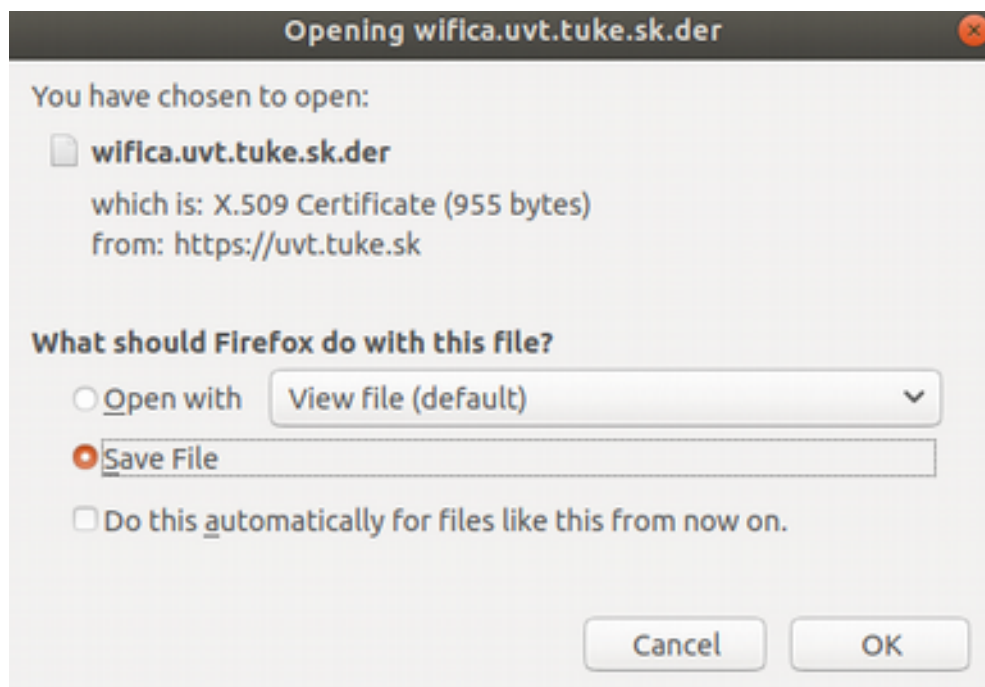 Opening wifica.uvt.tuke.sk.der
You have chosen to open:
wifica.uvt.tuke.sk.der
which is: X.509 Certificate (955 bytes)
from: https://uvt.tuke.sk
What should Firefox do with this file?
Open with View file (default)
Save File
Do this automatically for files like this from now on.
Cancel OK